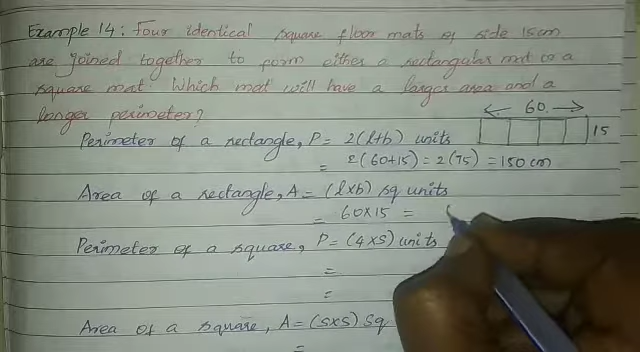 Example 14: Four identical square floor mats of side 15cm
are joined together to form either a rectangular mat or a
square mat. Which mat will have a larger area and a
longer perimeter?
← 60 →
15
Perimeter of a rectangle, P = 2(l+b) units
= 2(60+15) = 2(75) = 150 cm
Area of a rectangle, A = (l×b) sq units
= 60×15 =
Perimeter of a square, P = (4×s) units
=
=
Area of a square, A = (s×s) sq
=